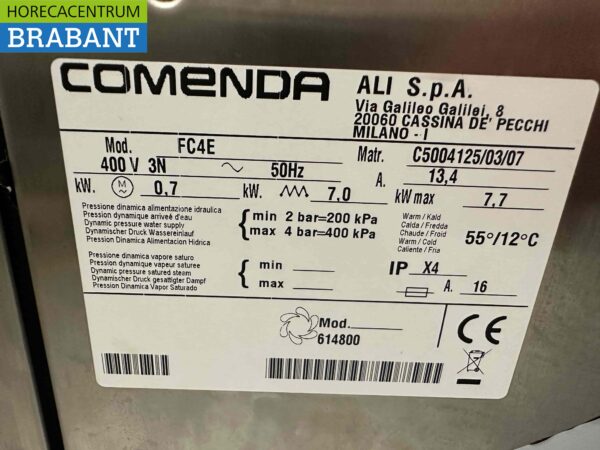 HORECACENTRUM
BRABANT
COMENDA
ALI S.p.A.
Via Galileo Galilei, 8
20060 CASSINA DE' PECCHI
MILANO - I
Mod. FC4E
Matr. C5004125/03/07
400 V 3N ~ 50Hz
A. 13,4
kW. M 0,7 kW. 7,0 kW max 7,7
Pressione dinamica alimentazione idraulica
Pression dynamique arrivée d'eau
Dynamic pressure water supply
Dynamischer Druck Wassereinlauf
Pressión Dinamica Alimentacion Hidrica
min 2 bar=200 kPa
max 4 bar=400 kPa
Warm / Kald
Calda / Fredda
Chaude / Froid
Warm / Cold
Caliente / Fria
55°/12°C
Pressione dinamica vapore saturo
Pression dynamique vapeur saturee
Dynamic pressure saturated steam
Dynamischer Druck gesattigter Dampf
Pression Dinamica Vapor Saturado
min
max
IP X4
A. 16
Mod.
614800
CE